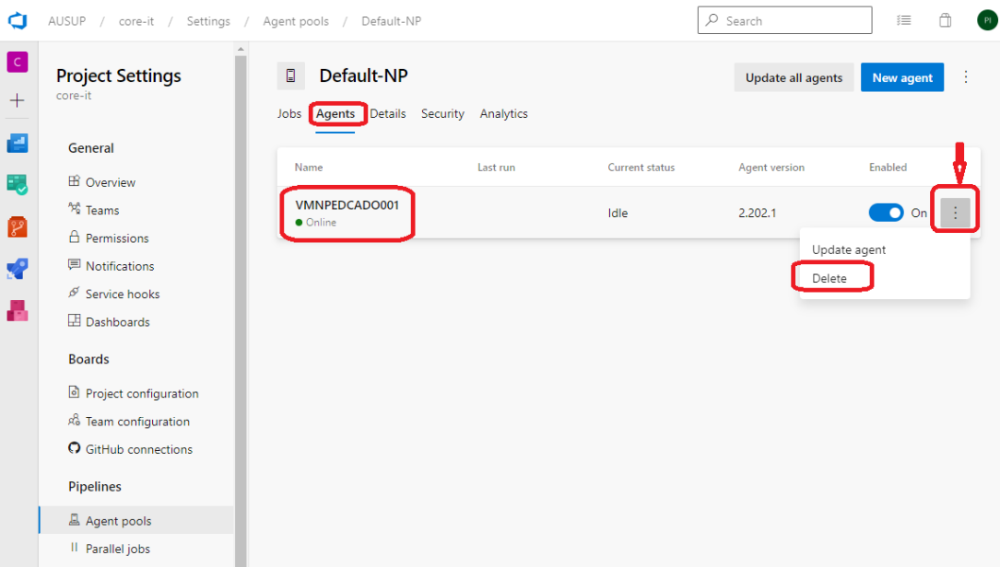 AUSUP / core-it / Settings / Agent pools / Default-NP
Search
PI
C
Project Settings
core-it
General
Overview
Teams
Permissions
Notifications
Service hooks
Dashboards
Boards
Project configuration
Team configuration
GitHub connections
Pipelines
Agent pools
Parallel jobs
Default-NP
Update all agents
New agent
Jobs Agents Details Security Analytics
Name Last run Current status Agent version Enabled
VMNPEDCADO001
Online
Idle
2.202.1
On
Update agent
Delete